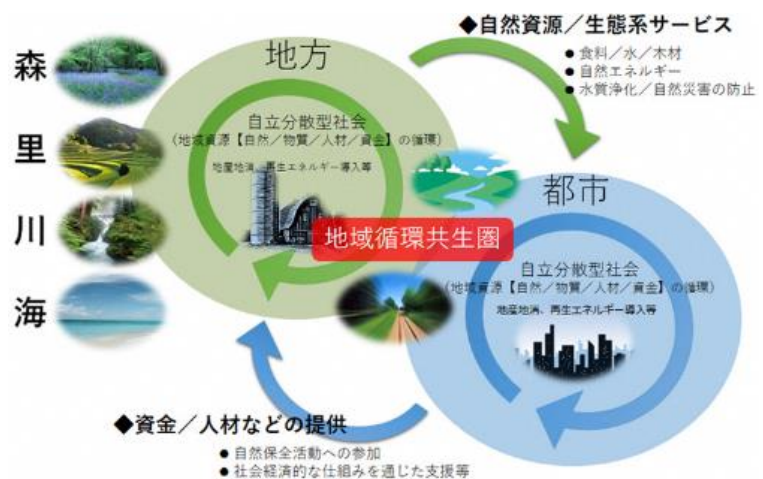 ◆自然資源／生態系サービス
● 食料／水／木材
● 自然エネルギー
● 水質浄化／自然災害の防止
森
里
川
海
地方
自立分散型社会
（地域資源【自然／物質／人材／資金】の循環）
地産地消、再生エネルギー導入等
地域循環共生圏
都市
自立分散型社会
（地域資源【自然／物質／人材／資金】の循環）
地産地消、再生エネルギー導入等
◆資金／人材などの提供
● 自然保全活動への参加
● 社会経済的な仕組みを通じた支援等